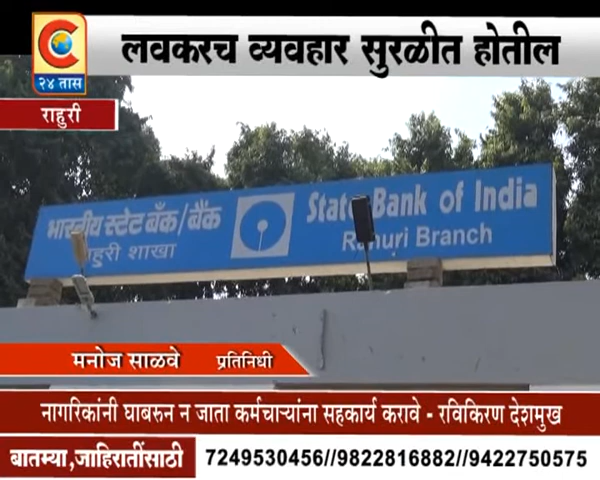 लवकरच व्यवहार सुरळीत होतील
C
२४ तास
राहुरी
भारतीय स्टेट बँक/बैंक
राहुरी शाखा
State Bank of India
Rahuri Branch
मनोज साळवे प्रतिनिधी
नागरिकांनी घाबरुन न जाता कर्मचाऱ्यांना सहकार्य करावे - रविकिरण देशमुख
बातम्या,जाहिरातींसाठी 7249530456//9822816882//9422750575